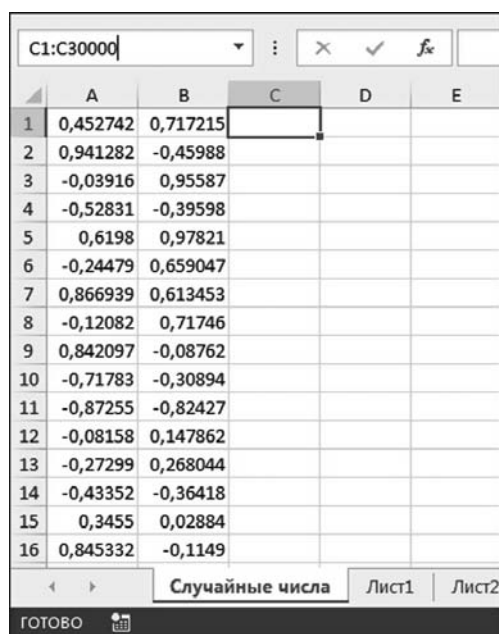 C1:C30000 fx
A B C D E
1 0,452742 0,717215
2 0,941282 -0,45988
3 -0,03916 0,95587
4 -0,52831 -0,39598
5 0,6198 0,97821
6 -0,24479 0,659047
7 0,866939 0,613453
8 -0,12082 0,71746
9 0,842097 -0,08762
10 -0,71783 -0,30894
11 -0,87255 -0,82427
12 -0,08158 0,147862
13 -0,27299 0,268044
14 -0,43352 -0,36418
15 0,3455 0,02884
16 0,845332 -0,1149
Случайные числа Лист1 Лист2
ГОТОВО